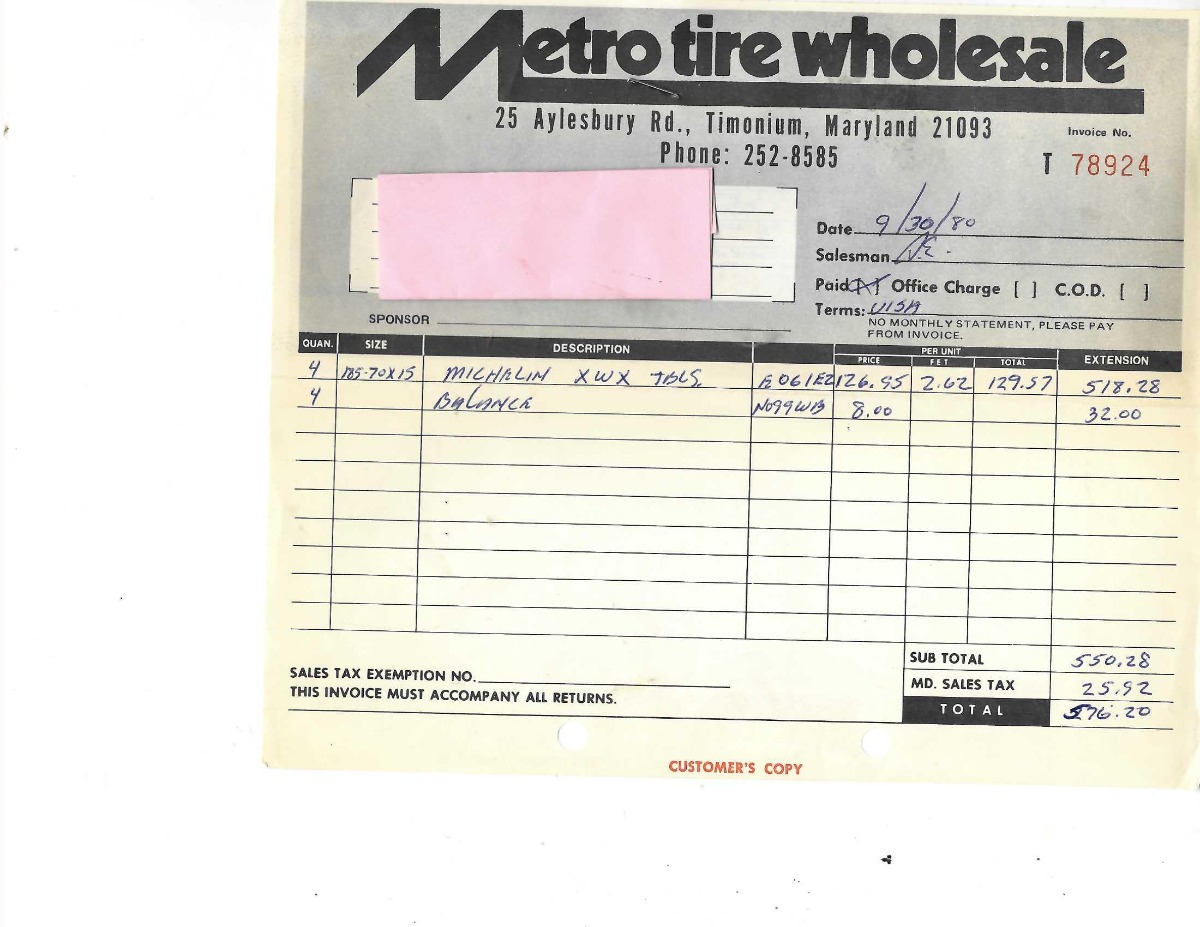 Metro tire wholesale
25 Aylesbury Rd., Timonium, Maryland 21093
Phone: 252-8585
Invoice No.
T 78924
Date 9/30/80
Salesman
Paid [X] Office Charge [ ] C.O.D. [ ]
Terms: VISA
NO MONTHLY STATEMENT, PLEASE PAY
FROM INVOICE.
SPONSOR
QUAN. SIZE DESCRIPTION PER UNIT PRICE FET TOTAL EXTENSION
4 185-70X15 MICHALIN XWX TBLS. 126.95 2.62 129.57 518.28
4 BALANCE N099WB 8.00 32.00
SUB TOTAL 550.28
SALES TAX EXEMPTION NO.
MD. SALES TAX 25.92
THIS INVOICE MUST ACCOMPANY ALL RETURNS.
TOTAL 576.20
CUSTOMER'S COPY